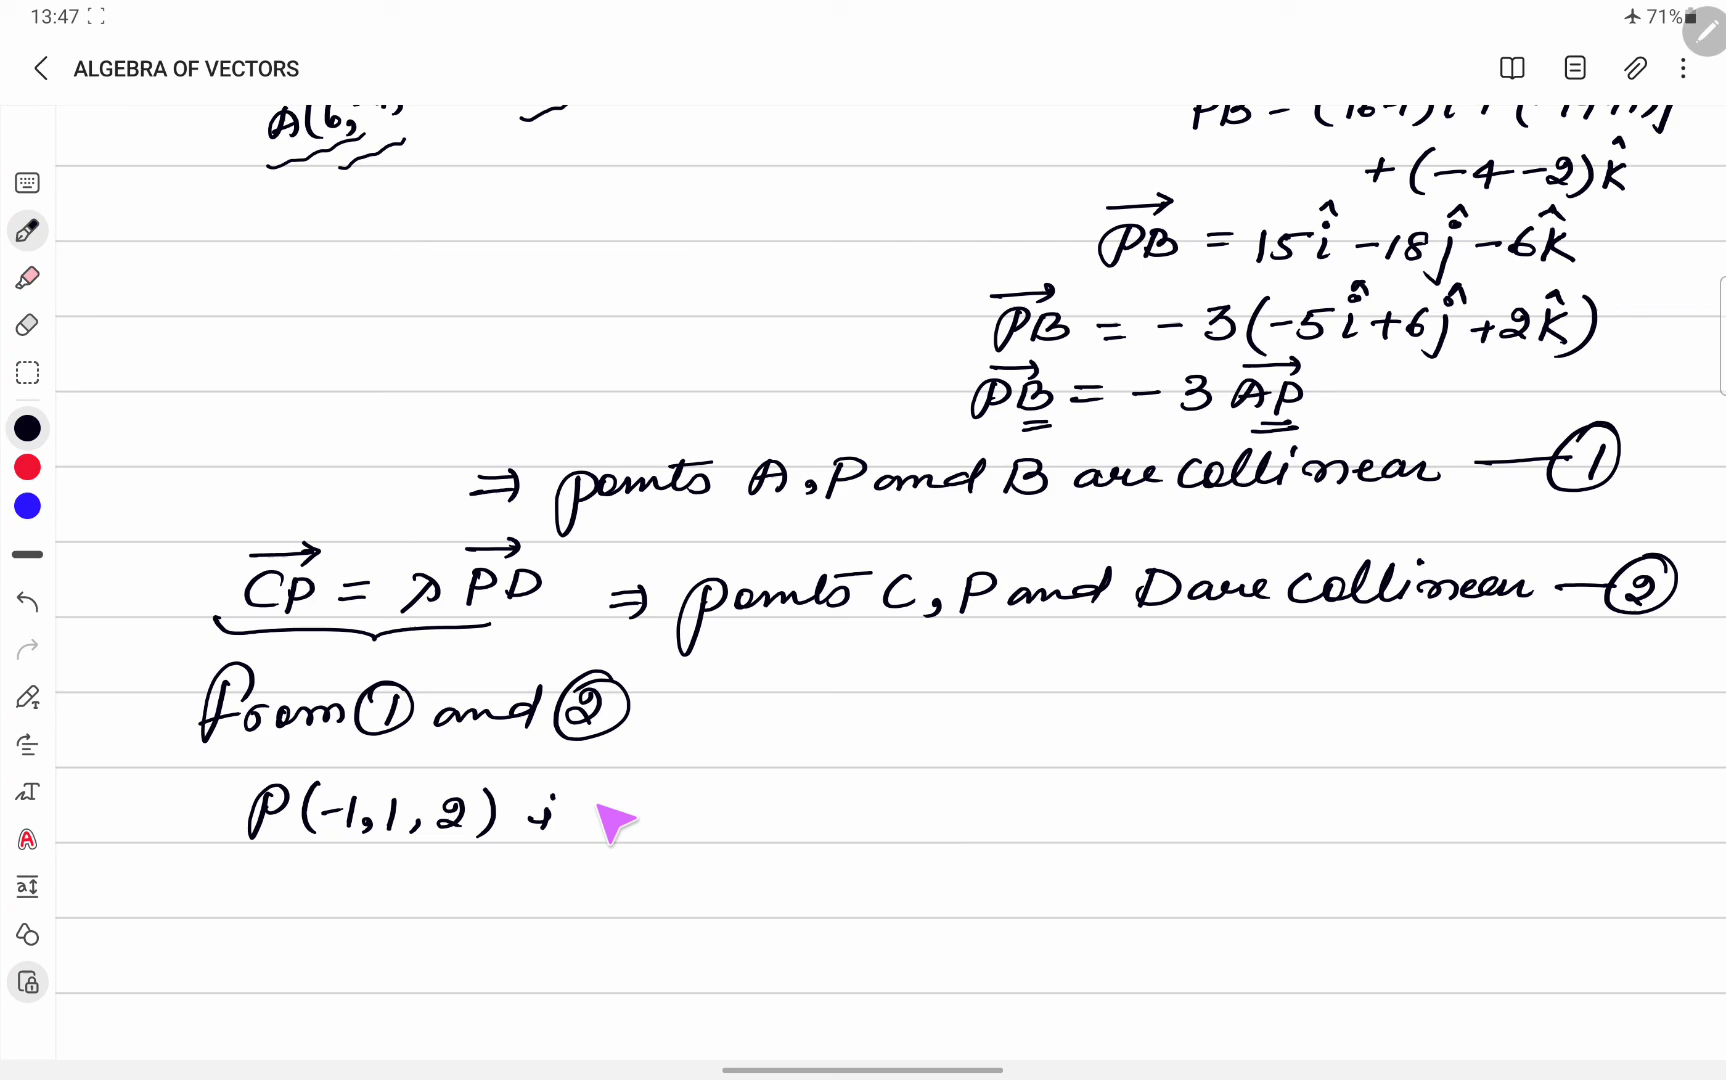 13:47 71%
ALGEBRA OF VECTORS
A(6,
+(-4-2)k̂
PB⃗ = 15î -18ĵ -6k̂
PB⃗ = -3(-5î+6ĵ+2k̂)
PB⃗ = -3 AP⃗
⇒ points A, P and B are collinear — ①
CP⃗ = λ PD⃗ ⇒ points C, P and D are collinear — ②
from ① and ②
P(-1,1,2) i